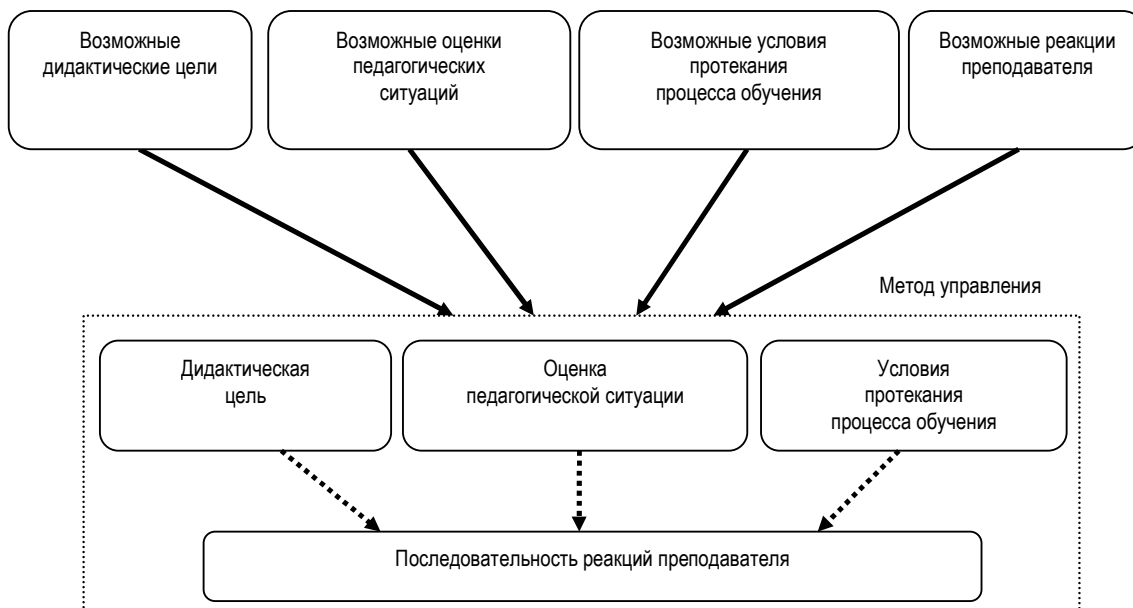 Возможные
дидактические цели
Возможные оценки
педагогических
ситуаций
Возможные условия
протекания
процесса обучения
Возможные реакции
преподавателя
Метод управления
Дидактическая
цель
Оценка
педагогической ситуации
Условия
протекания
процесса обучения
Последовательность реакций преподавателя